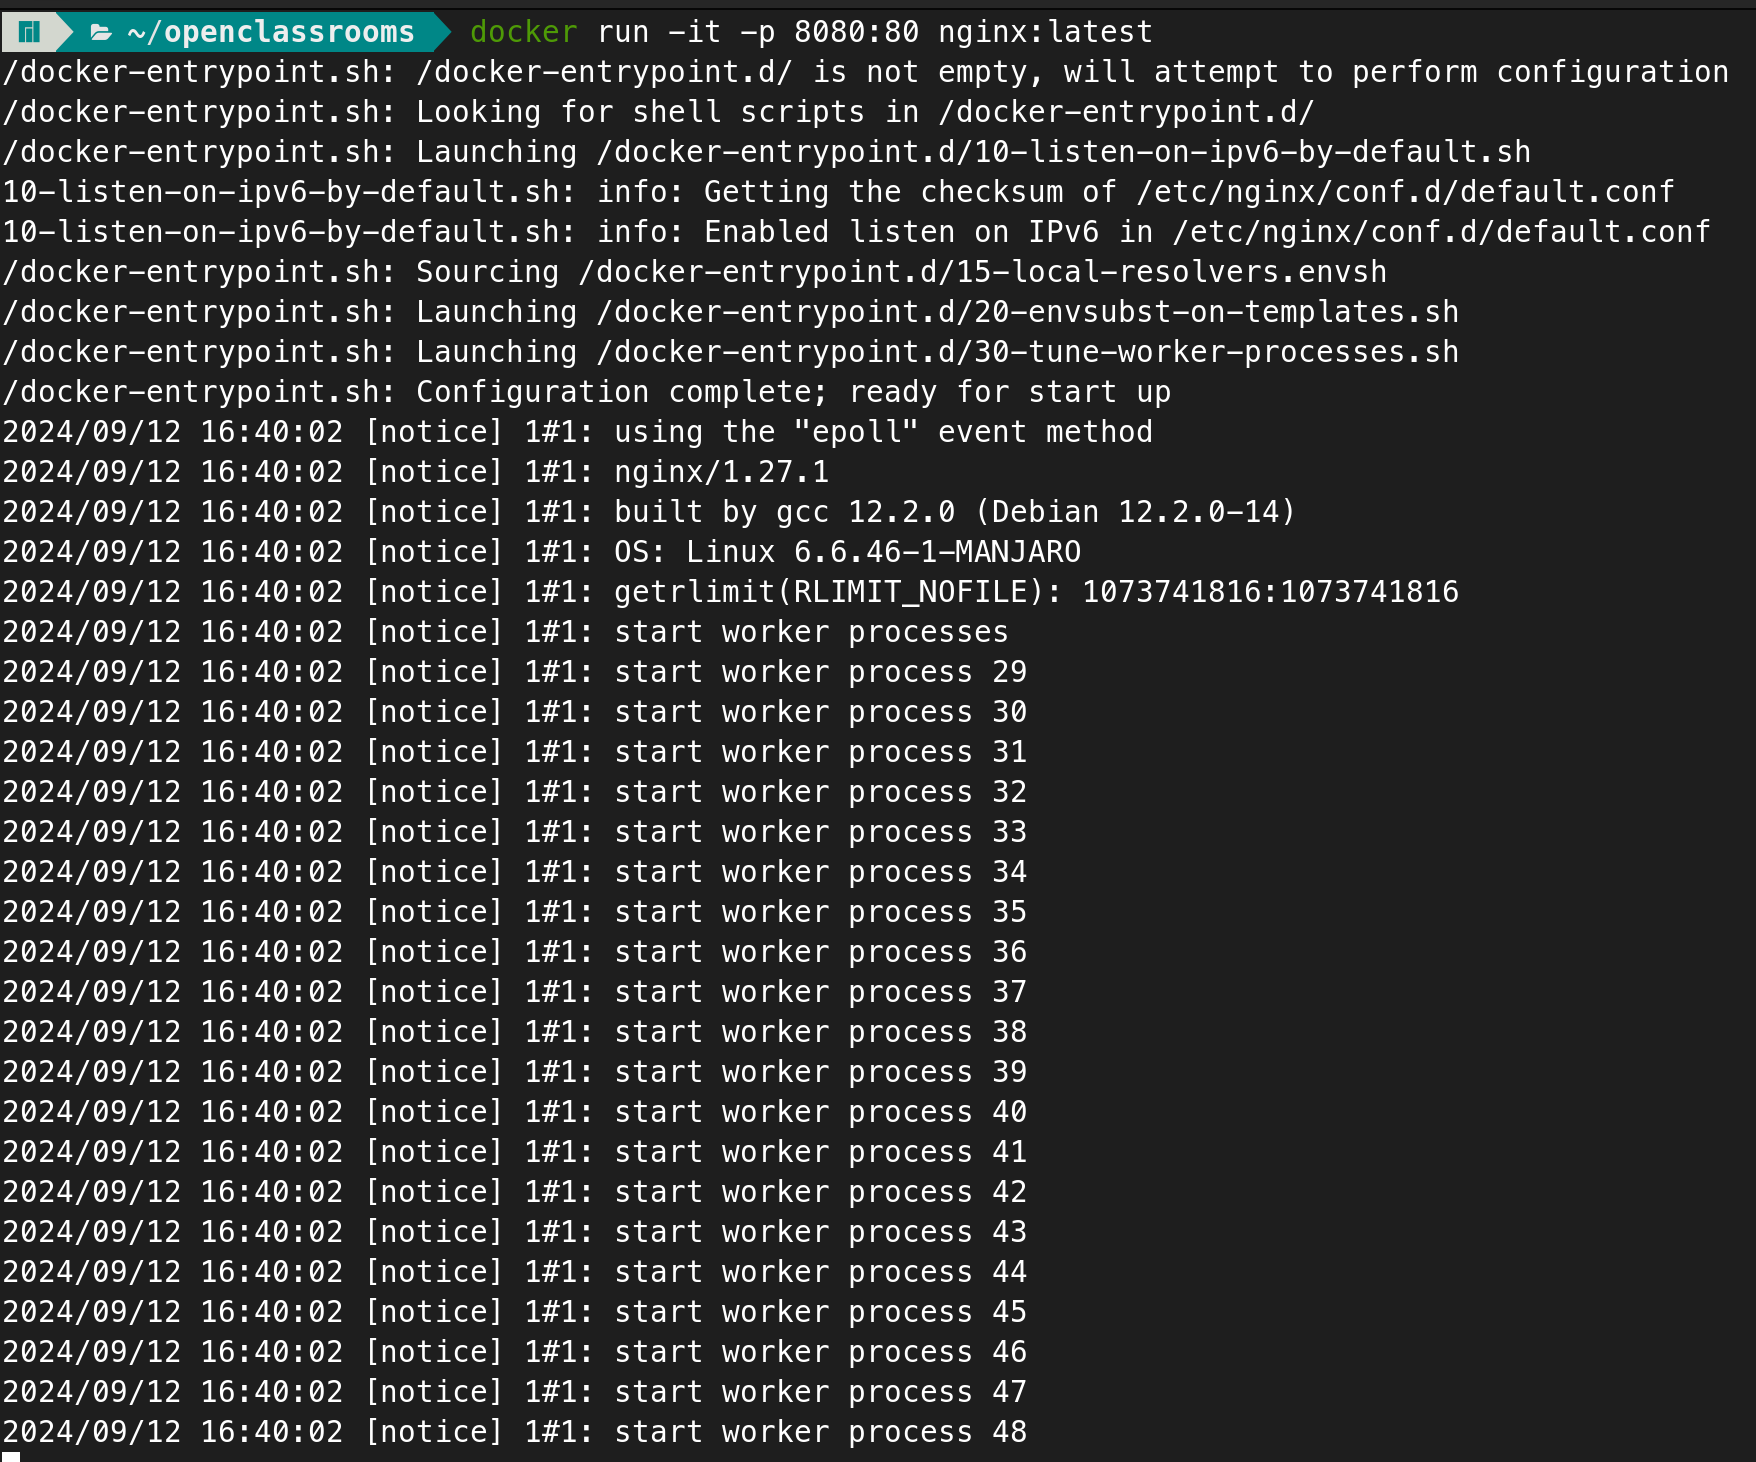 ~/openclassrooms docker run -it -p 8080:80 nginx:latest
/docker-entrypoint.sh: /docker-entrypoint.d/ is not empty, will attempt to perform configuration
/docker-entrypoint.sh: Looking for shell scripts in /docker-entrypoint.d/
/docker-entrypoint.sh: Launching /docker-entrypoint.d/10-listen-on-ipv6-by-default.sh
10-listen-on-ipv6-by-default.sh: info: Getting the checksum of /etc/nginx/conf.d/default.conf
10-listen-on-ipv6-by-default.sh: info: Enabled listen on IPv6 in /etc/nginx/conf.d/default.conf
/docker-entrypoint.sh: Sourcing /docker-entrypoint.d/15-local-resolvers.envsh
/docker-entrypoint.sh: Launching /docker-entrypoint.d/20-envsubst-on-templates.sh
/docker-entrypoint.sh: Launching /docker-entrypoint.d/30-tune-worker-processes.sh
/docker-entrypoint.sh: Configuration complete; ready for start up
2024/09/12 16:40:02 [notice] 1#1: using the "epoll" event method
2024/09/12 16:40:02 [notice] 1#1: nginx/1.27.1
2024/09/12 16:40:02 [notice] 1#1: built by gcc 12.2.0 (Debian 12.2.0-14)
2024/09/12 16:40:02 [notice] 1#1: OS: Linux 6.6.46-1-MANJARO
2024/09/12 16:40:02 [notice] 1#1: getrlimit(RLIMIT_NOFILE): 1073741816:1073741816
2024/09/12 16:40:02 [notice] 1#1: start worker processes
2024/09/12 16:40:02 [notice] 1#1: start worker process 29
2024/09/12 16:40:02 [notice] 1#1: start worker process 30
2024/09/12 16:40:02 [notice] 1#1: start worker process 31
2024/09/12 16:40:02 [notice] 1#1: start worker process 32
2024/09/12 16:40:02 [notice] 1#1: start worker process 33
2024/09/12 16:40:02 [notice] 1#1: start worker process 34
2024/09/12 16:40:02 [notice] 1#1: start worker process 35
2024/09/12 16:40:02 [notice] 1#1: start worker process 36
2024/09/12 16:40:02 [notice] 1#1: start worker process 37
2024/09/12 16:40:02 [notice] 1#1: start worker process 38
2024/09/12 16:40:02 [notice] 1#1: start worker process 39
2024/09/12 16:40:02 [notice] 1#1: start worker process 40
2024/09/12 16:40:02 [notice] 1#1: start worker process 41
2024/09/12 16:40:02 [notice] 1#1: start worker process 42
2024/09/12 16:40:02 [notice] 1#1: start worker process 43
2024/09/12 16:40:02 [notice] 1#1: start worker process 44
2024/09/12 16:40:02 [notice] 1#1: start worker process 45
2024/09/12 16:40:02 [notice] 1#1: start worker process 46
2024/09/12 16:40:02 [notice] 1#1: start worker process 47
2024/09/12 16:40:02 [notice] 1#1: start worker process 48